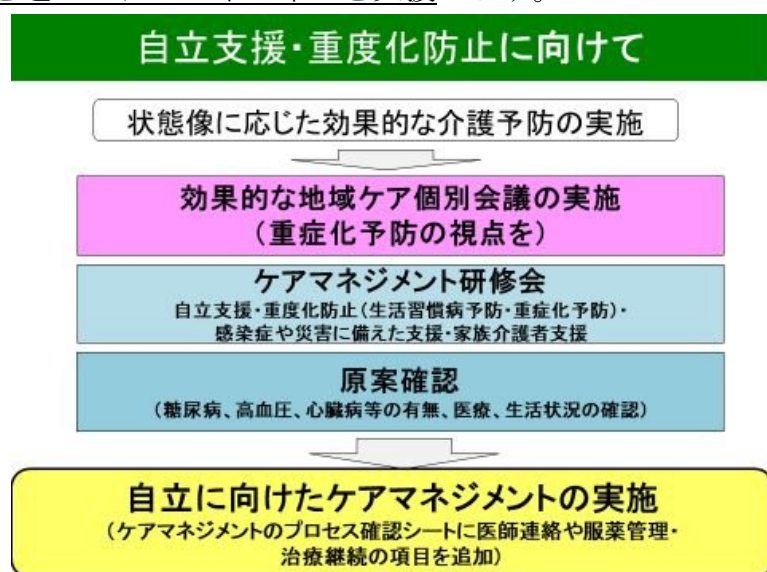 自立支援・重度化防止に向けて
状態像に応じた効果的な介護予防の実施
効果的な地域ケア個別会議の実施
（重症化予防の視点を）
ケアマネジメント研修会
自立支援・重度化防止（生活習慣病予防・重症化予防）・
感染症や災害に備えた支援・家族介護者支援
原案確認
（糖尿病、高血圧、心臓病等の有無、医療、生活状況の確認）
自立に向けたケアマネジメントの実施
（ケアマネジメントのプロセス確認シートに医師連絡や服薬管理・
治療継続の項目を追加）